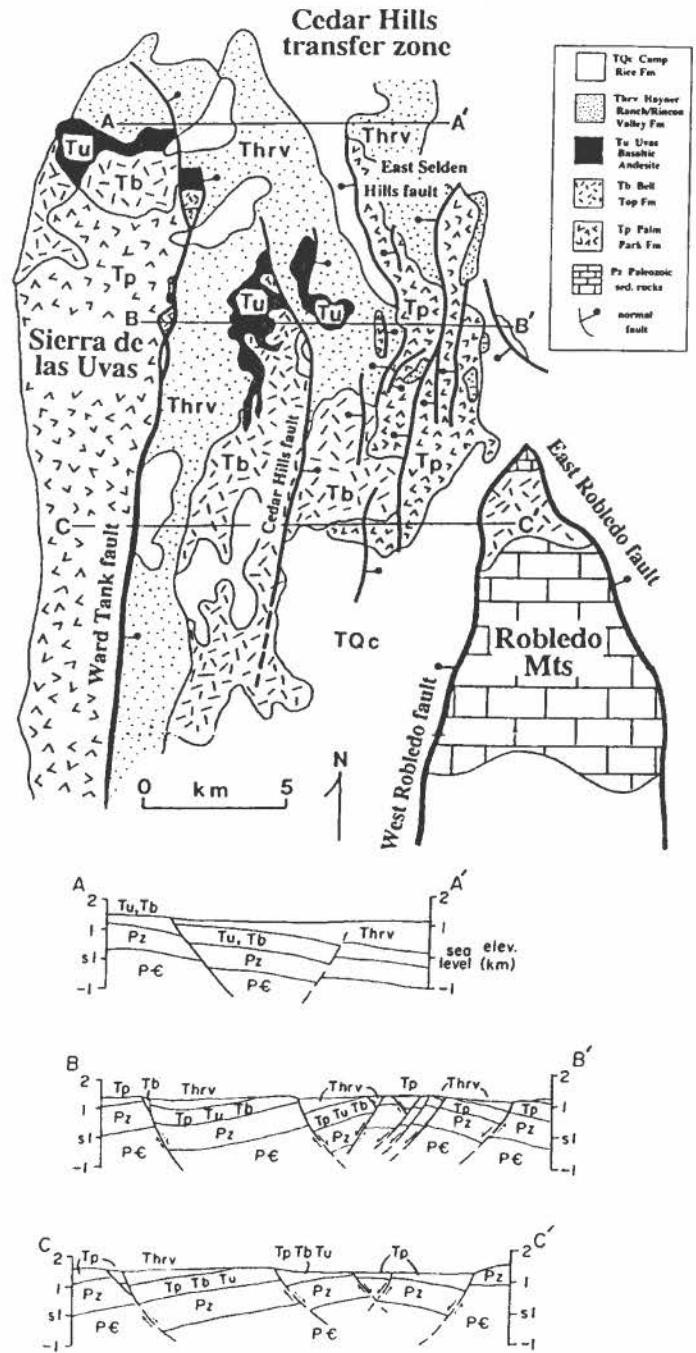 Cedar Hills
transfer zone
TQc Camp
Rice Fm
Thrv Hayner
Ranch/Rincon
Valley Fm
Tu Uvas
Basaltic
Andesite
Tb Bell
Top Fm
Tp Palm
Park Fm
Pz Paleozoic
sed. rocks
normal
fault
A
A'
Tu
Thrv
Thrv
Tb
East Selden
Hills fault
Tp
Tu
Tu
Tp
B
B'
Sierra de
las Uvas
Thrv
Tb
Cedar Hills fault
Tb
Tp
C
C'
Ward Tank fault
East Robledo
fault
TQc
Robledo
Mts
West Robledo fault
N
0 km 5
A A'
2 Tu, Tb 2
1 Pz Tu, Tb Thrv 1
sl Pz sea level elev. (km)
-1 P€ P€ -1
B B'
2 Tp Tb Thrv Thrv Tp Thrv 2
1 Tp Tu Tb Tp Tu Tb Tp Tp 1
sl Pz Pz Pz Pz Pz sl
-1 P€ P€ P€ -1
C C'
2 Tp Thrv Tp Tb Tu Tp 2
1 Pz Tp Tb Tu Pz Pz Pz 1
sl Pz sl
-1 P€ P€ P€ -1